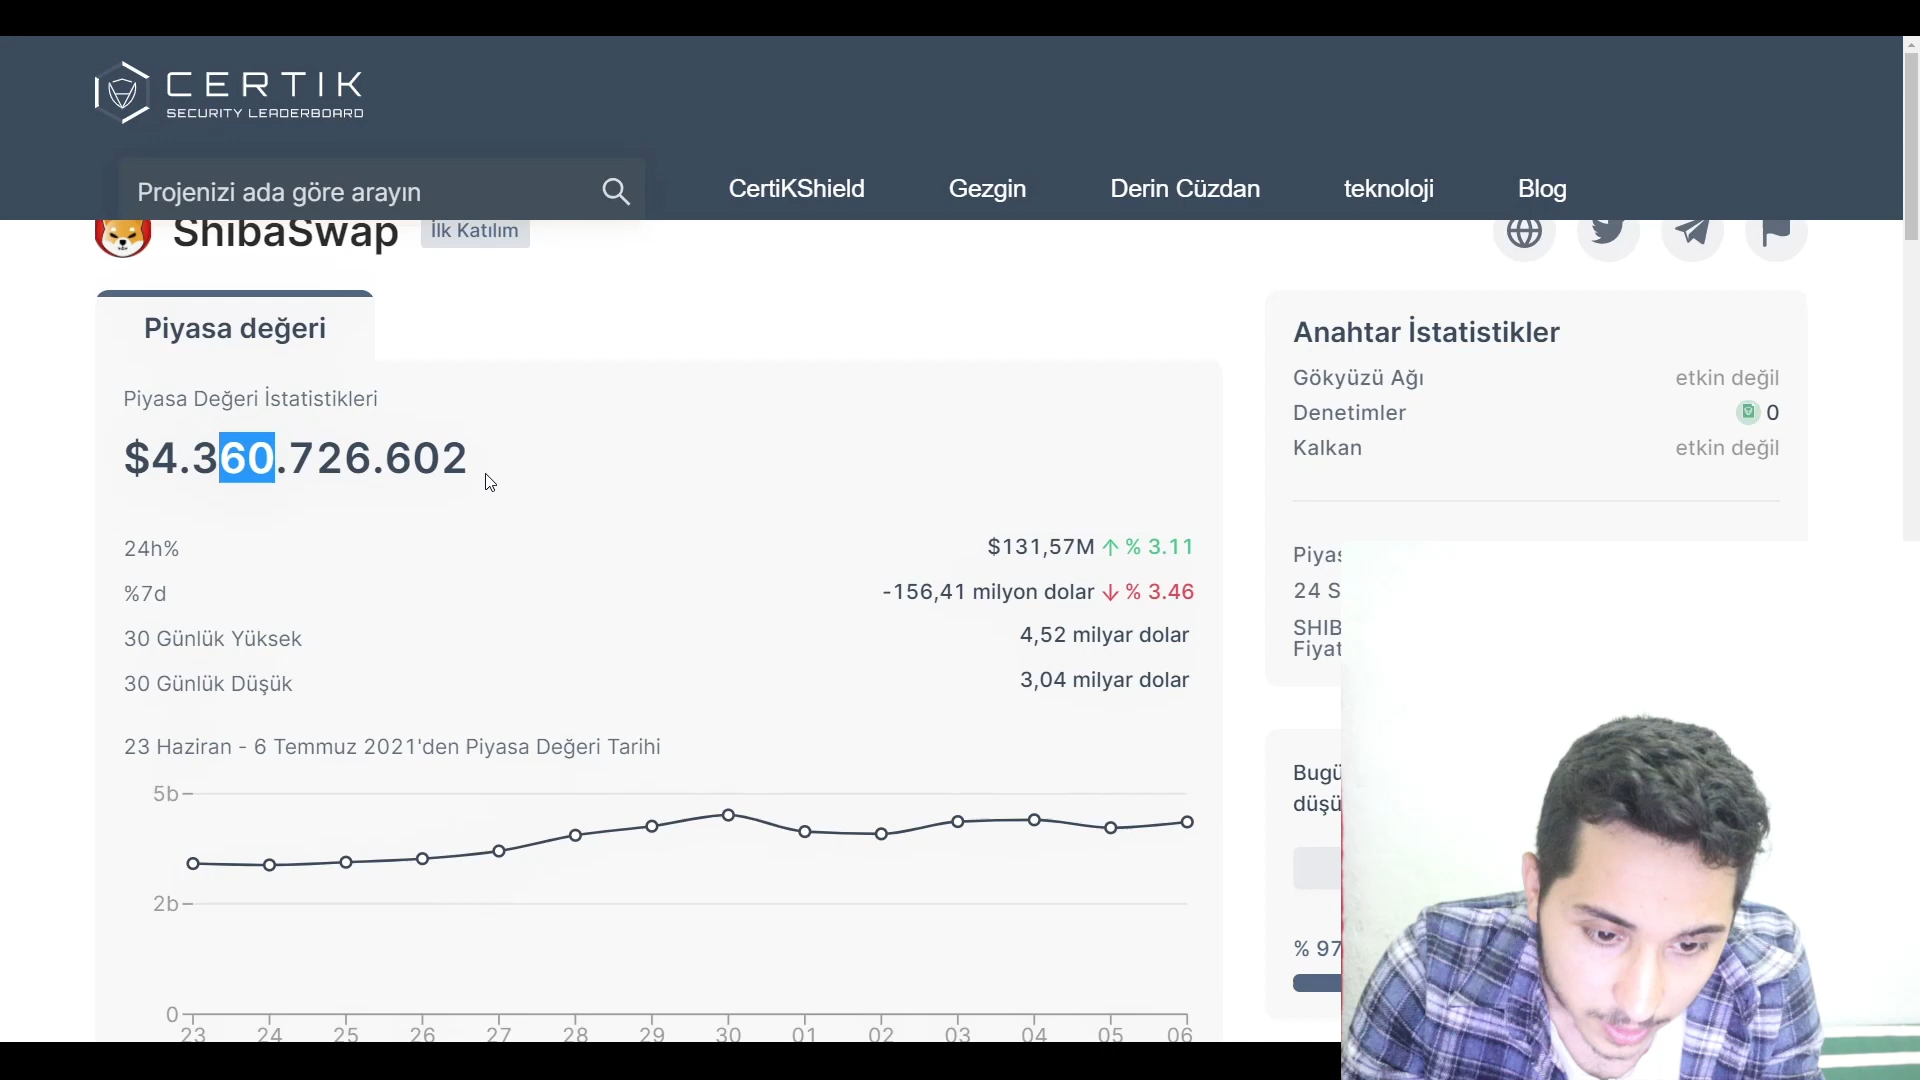 CERTIK
SECURITY LEADERBOARD
Projenizi ada göre arayın
CertiKShield
Gezgin
Derin Cüzdan
teknoloji
Blog
ShibaSwap
İlk Katılım
Piyasa değeri
Piyasa Değeri İstatistikleri
$4.360.726.602
24h%
$131,57M ↑ % 3.11
%7d
-156,41 milyon dolar ↓ % 3.46
30 Günlük Yüksek
4,52 milyar dolar
30 Günlük Düşük
3,04 milyar dolar
23 Haziran - 6 Temmuz 2021'den Piyasa Değeri Tarihi
5b
2b
0
23 24 25 26 27 28 29 30 01 02 03 04 05 06
Anahtar İstatistikler
Gökyüzü Ağı
etkin değil
Denetimler
0
Kalkan
etkin değil
24 S
SHIB
% 97